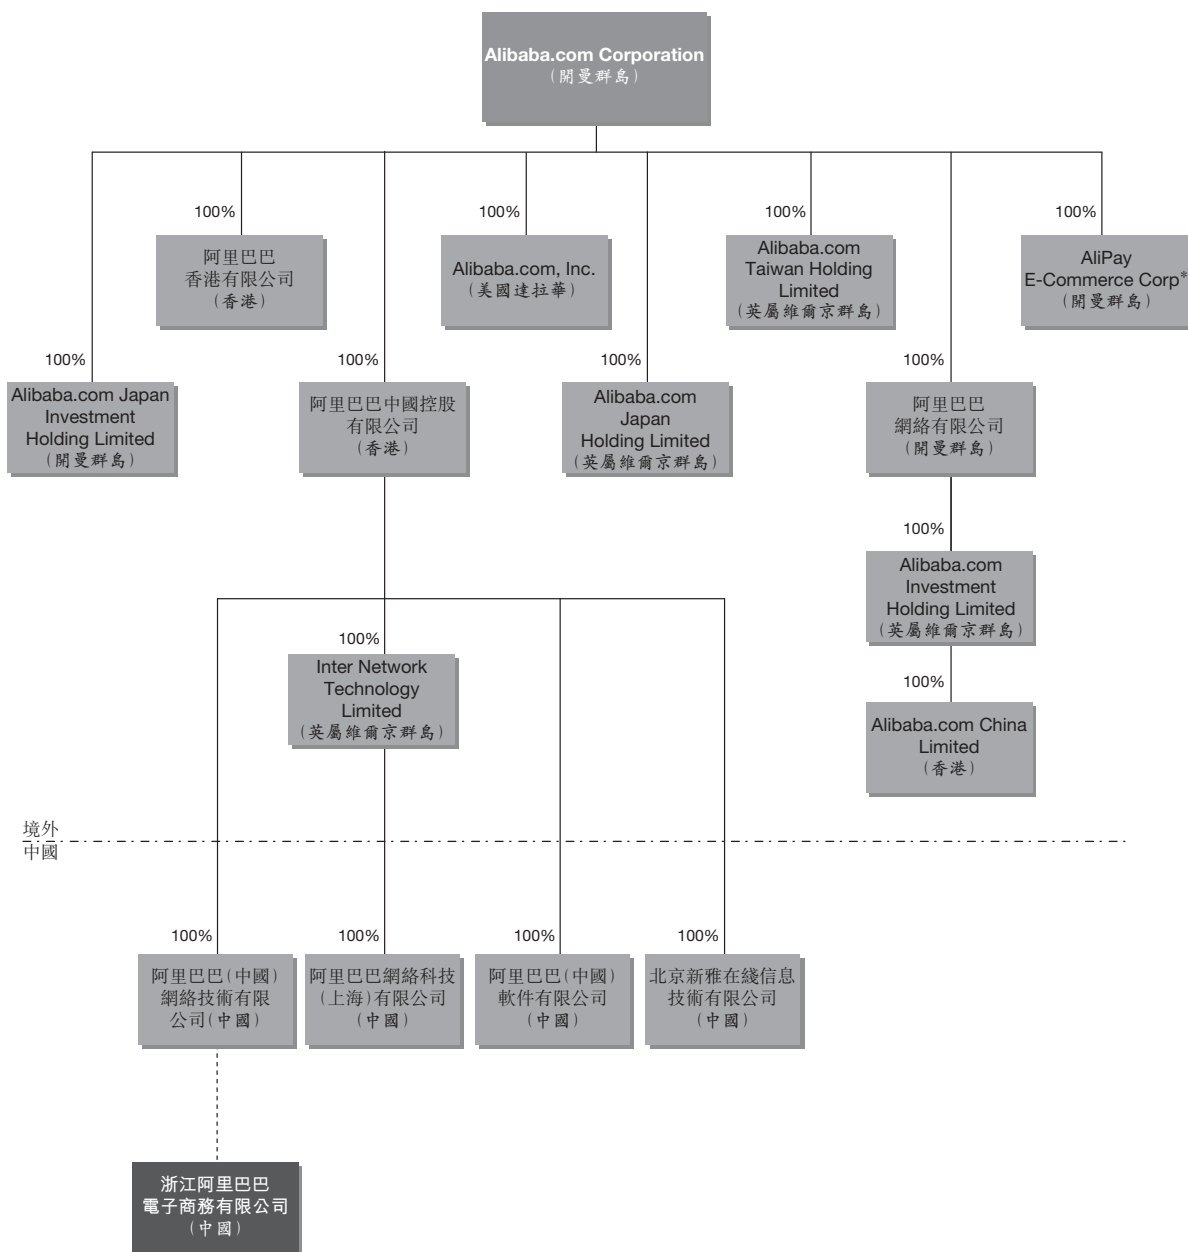 Alibaba.com Corporation
(開曼群島)
100%
100%
100%
100%
阿里巴巴
香港有限公司
(香港)
Alibaba.com, Inc.
(美國達拉華)
Alibaba.com
Taiwan Holding
Limited
(英屬維爾京群島)
AliPay
E-Commerce Corp*
(開曼群島)
100%
100%
100%
100%
Alibaba.com Japan
Investment
Holding Limited
(開曼群島)
阿里巴巴中國控股
有限公司
(香港)
Alibaba.com
Japan
Holding Limited
(英屬維爾京群島)
阿里巴巴
網絡有限公司
(開曼群島)
100%
Alibaba.com
Investment
Holding Limited
(英屬維爾京群島)
100%
Inter Network
Technology
Limited
(英屬維爾京群島)
100%
Alibaba.com China
Limited
(香港)
境外
中國
100%
100%
100%
100%
阿里巴巴(中國)
網絡技術有限
公司(中國)
阿里巴巴網絡科技
(上海)有限公司
(中國)
阿里巴巴(中國)
軟件有限公司
(中國)
北京新雅在綫信息
技術有限公司
(中國)
浙江阿里巴巴
電子商務有限公司
(中國)